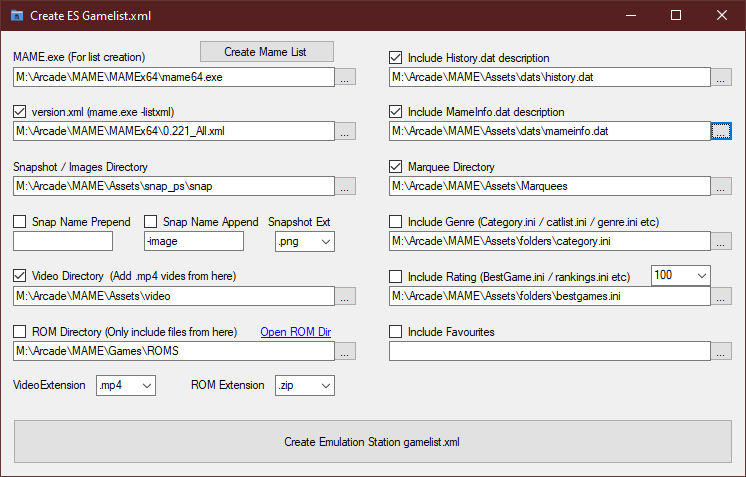 Create ES Gamelist.xml
MAME.exe (For list creation)
Create Mame List
M:\Arcade\MAME\MAMEx64\mame64.exe
...
version.xml (mame.exe -listxml)
M:\Arcade\MAME\MAMEx64\0.221_All.xml
...
Snapshot / Images Directory
M:\Arcade\MAME\Assets\snap_ps\snap
...
Snap Name Prepend
Snap Name Append
Snapshot Ext
-image
.png
Video Directory (Add .mp4 vides from here)
M:\Arcade\MAME\Assets\video
...
ROM Directory (Only include files from here)
Open ROM Dir
M:\Arcade\MAME\Games\ROMS
...
VideoExtension
.mp4
ROM Extension
.zip
Include History.dat description
M:\Arcade\MAME\Assets\dats\history.dat
...
Include MameInfo.dat description
M:\Arcade\MAME\Assets\dats\mameinfo.dat
...
Marquee Directory
M:\Arcade\MAME\Assets\Marquees
...
Include Genre (Category.ini / catlist.ini / genre.ini etc)
M:\Arcade\MAME\Assets\folders\category.ini
...
Include Rating (BestGame.ini / rankings.ini etc)
100
M:\Arcade\MAME\Assets\folders\bestgames.ini
...
Include Favourites
...
Create Emulation Station gamelist.xml